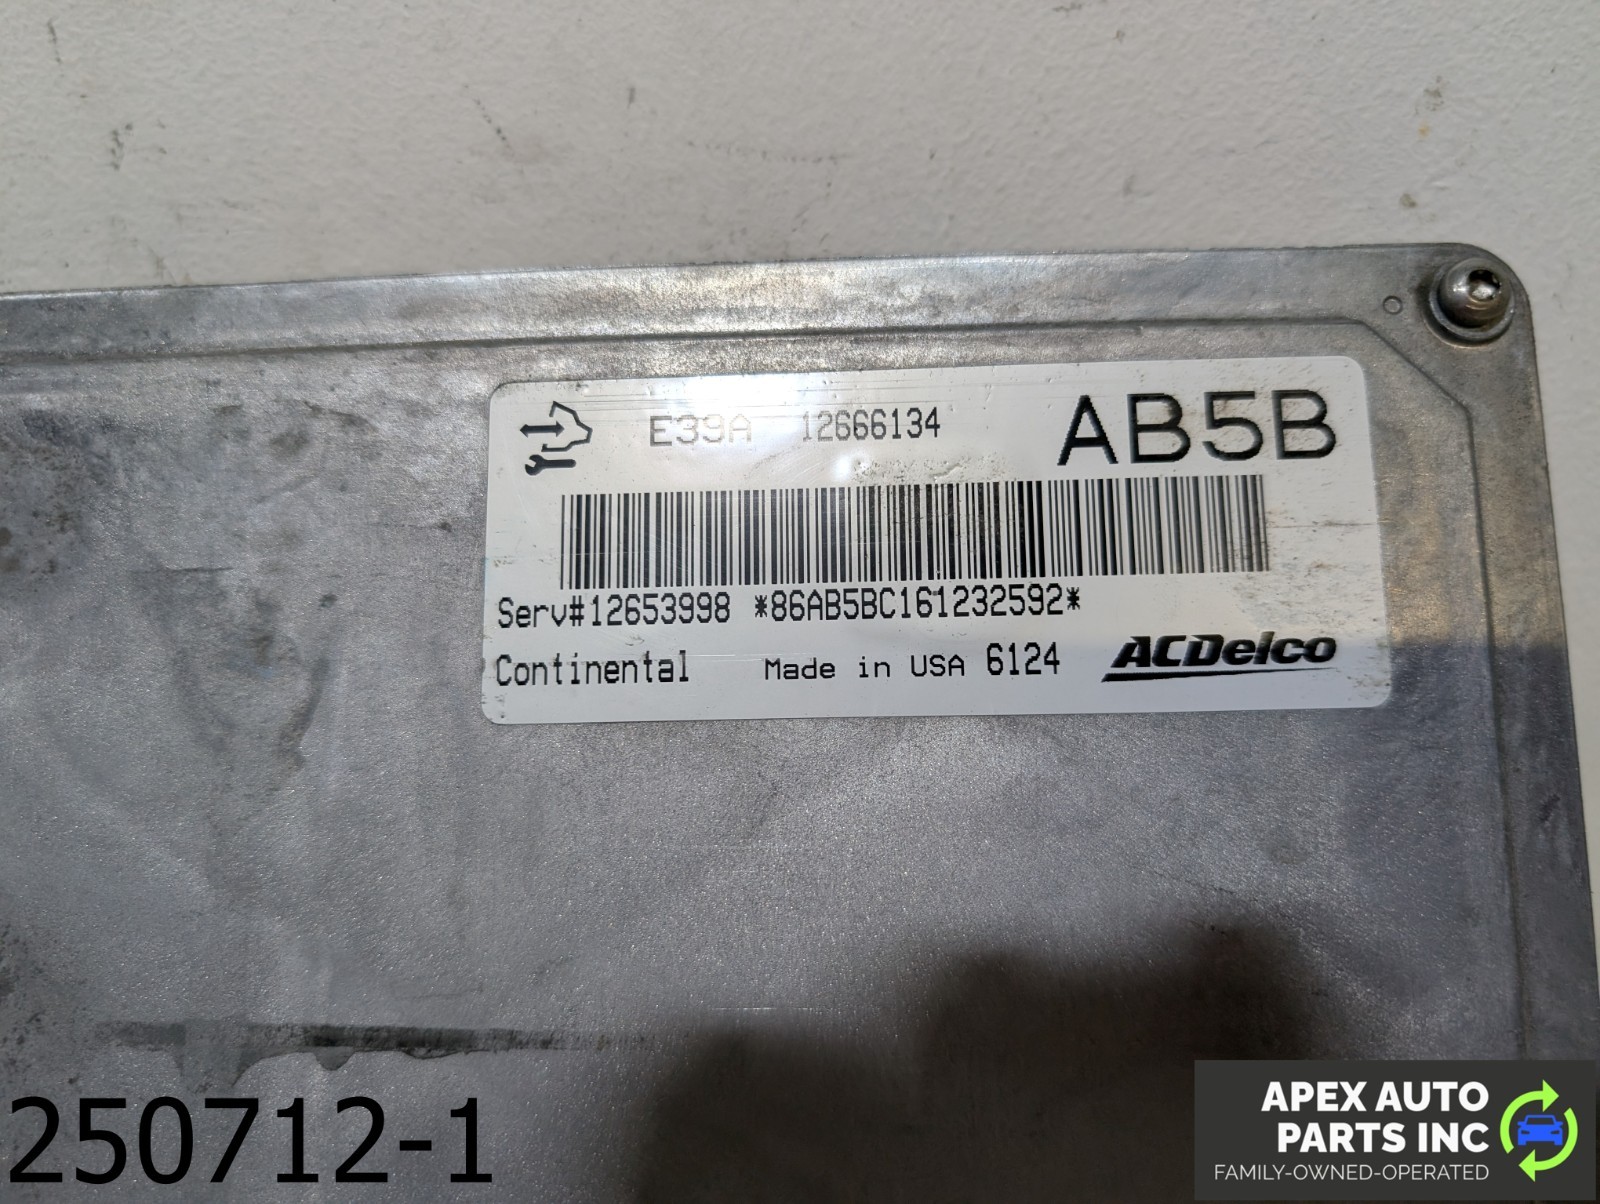 E39A 12666134 AB5B
Serv#12653998 *86AB5BC161232592*
Continental Made in USA 6124 ACDelco
250712-1
APEX AUTO
PARTS INC
FAMILY-OWNED-OPERATED